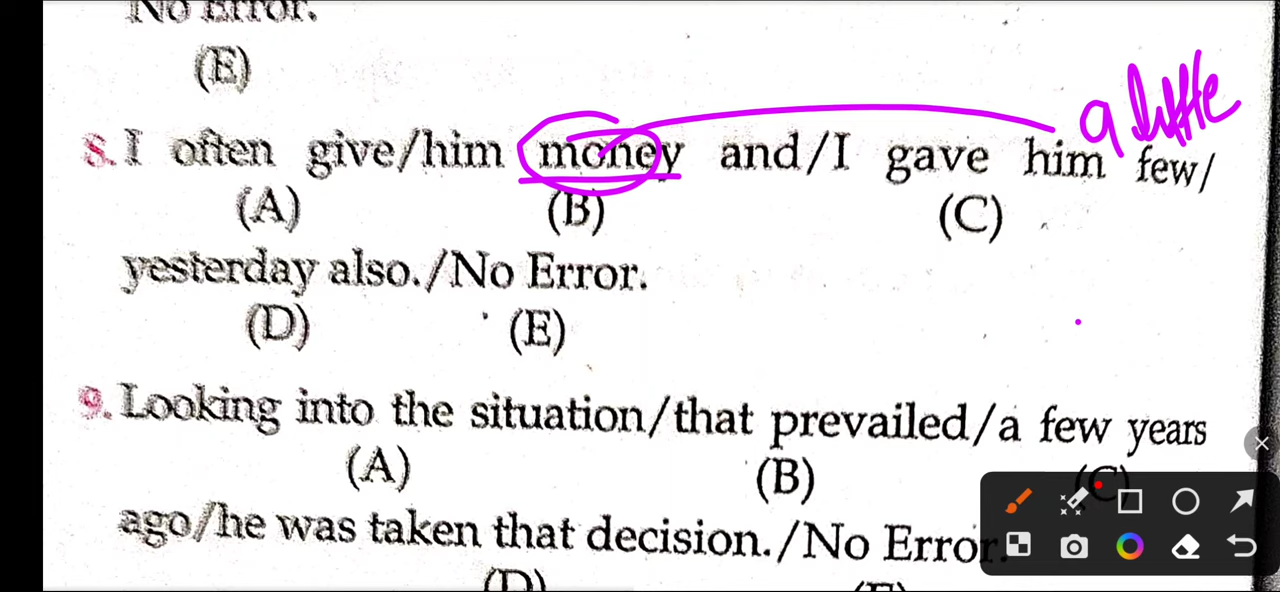 No Error.
(E)
a little
8. I often give/him money and/I gave him few/
(A) (B) (C)
yesterday also./No Error.
(D) (E)
9. Looking into the situation/that prevailed/a few years
(A) (B) (C)
ago/he was taken that decision./No Error.
(D) (E)